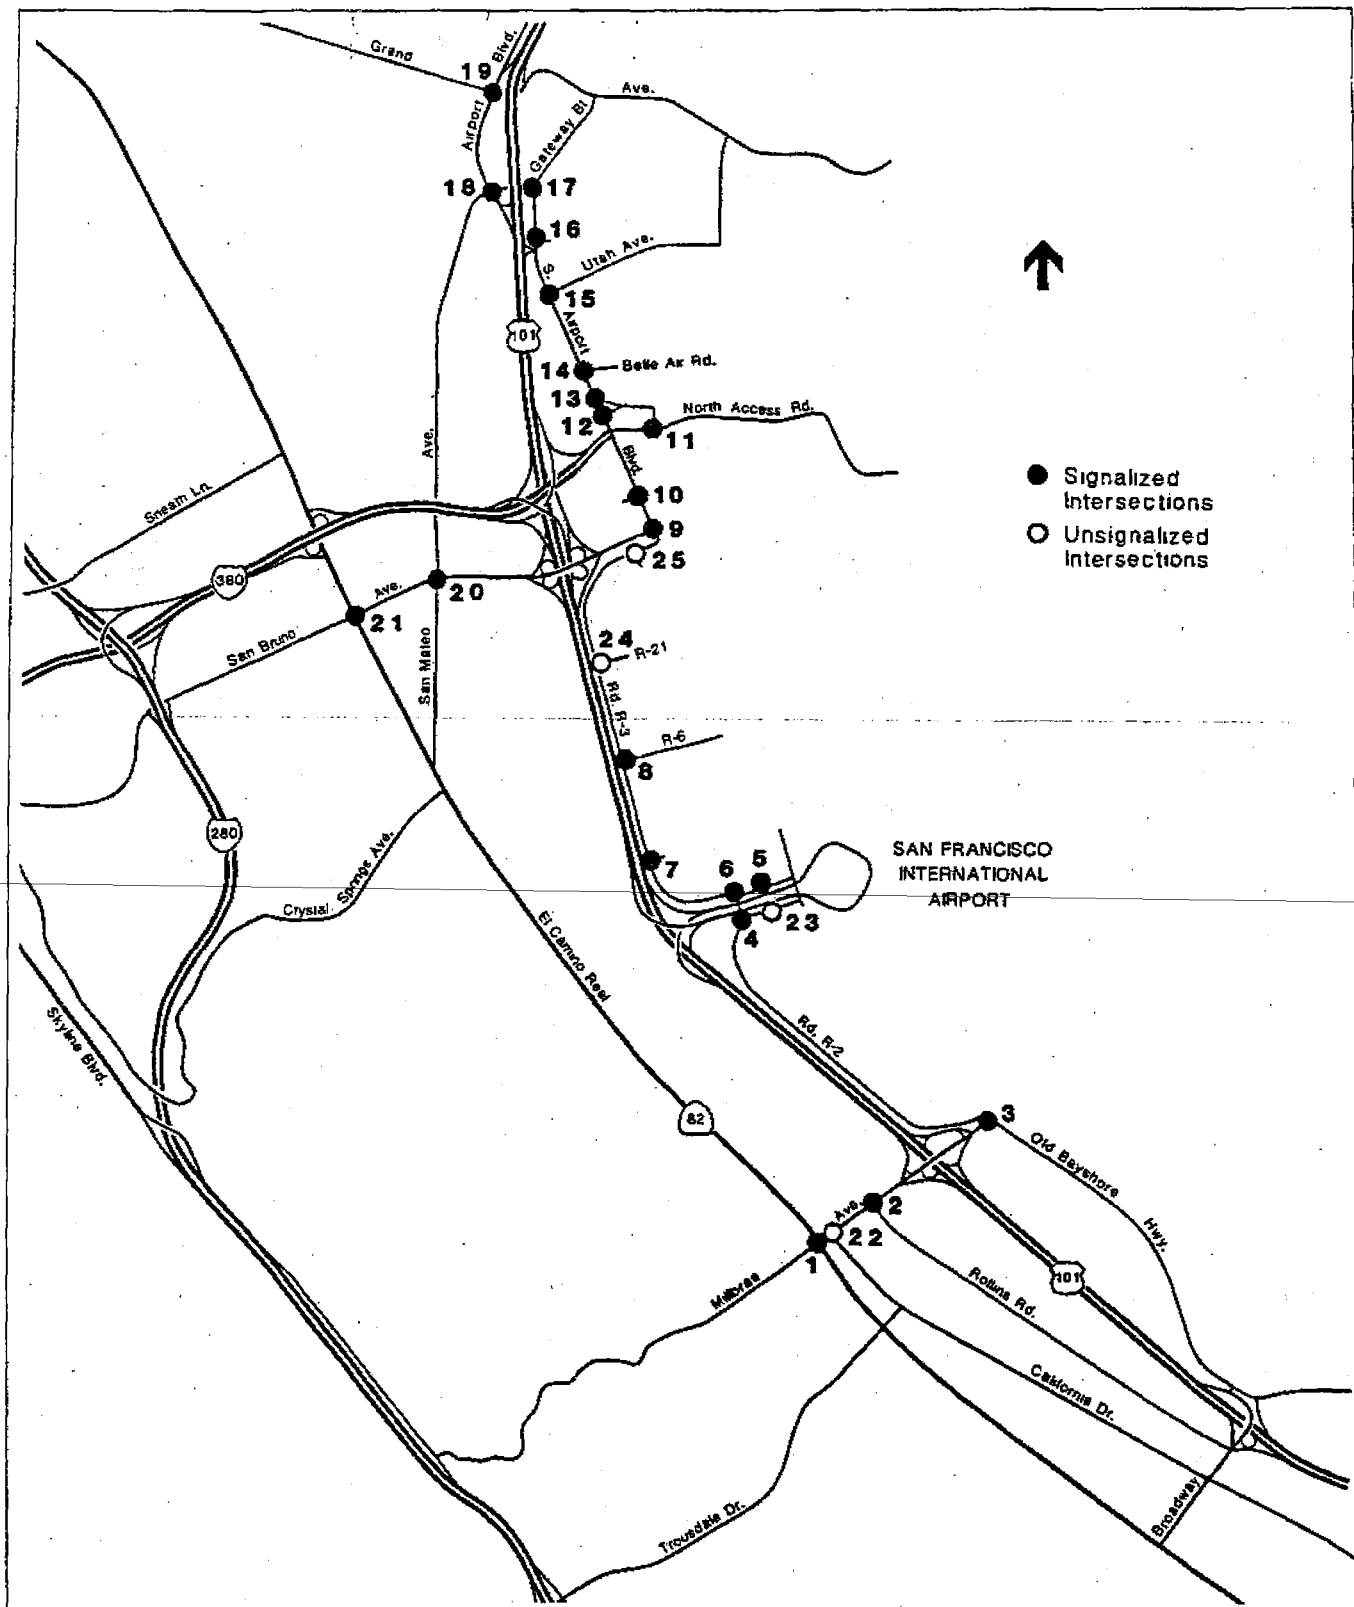 Grand
Blvd.
19
Airport
Ave.
Gateway Bl
18
17
16
Utah Ave.
S.
15
Airport
101
14
Belle Air Rd.
13
12
North Access Rd.
11
Ave.
Blvd.
Sneath Ln.
10
Signalized
Intersections
9
Unsignalized
Intersections
25
380
Ave.
20
21
San Bruno
San Mateo
24
R-21
Rd. R-3
R-6
8
280
7
6
5
SAN FRANCISCO
INTERNATIONAL
AIRPORT
Crystal Springs Ave.
4
23
El Camino Real
Skyline Blvd.
Rd. R-2
82
3
Old Bayshore
Hwy.
Ave.
2
22
1
Millbrae
101
Rollins Rd.
California Dr.
Broadway
Trousdale Dr.